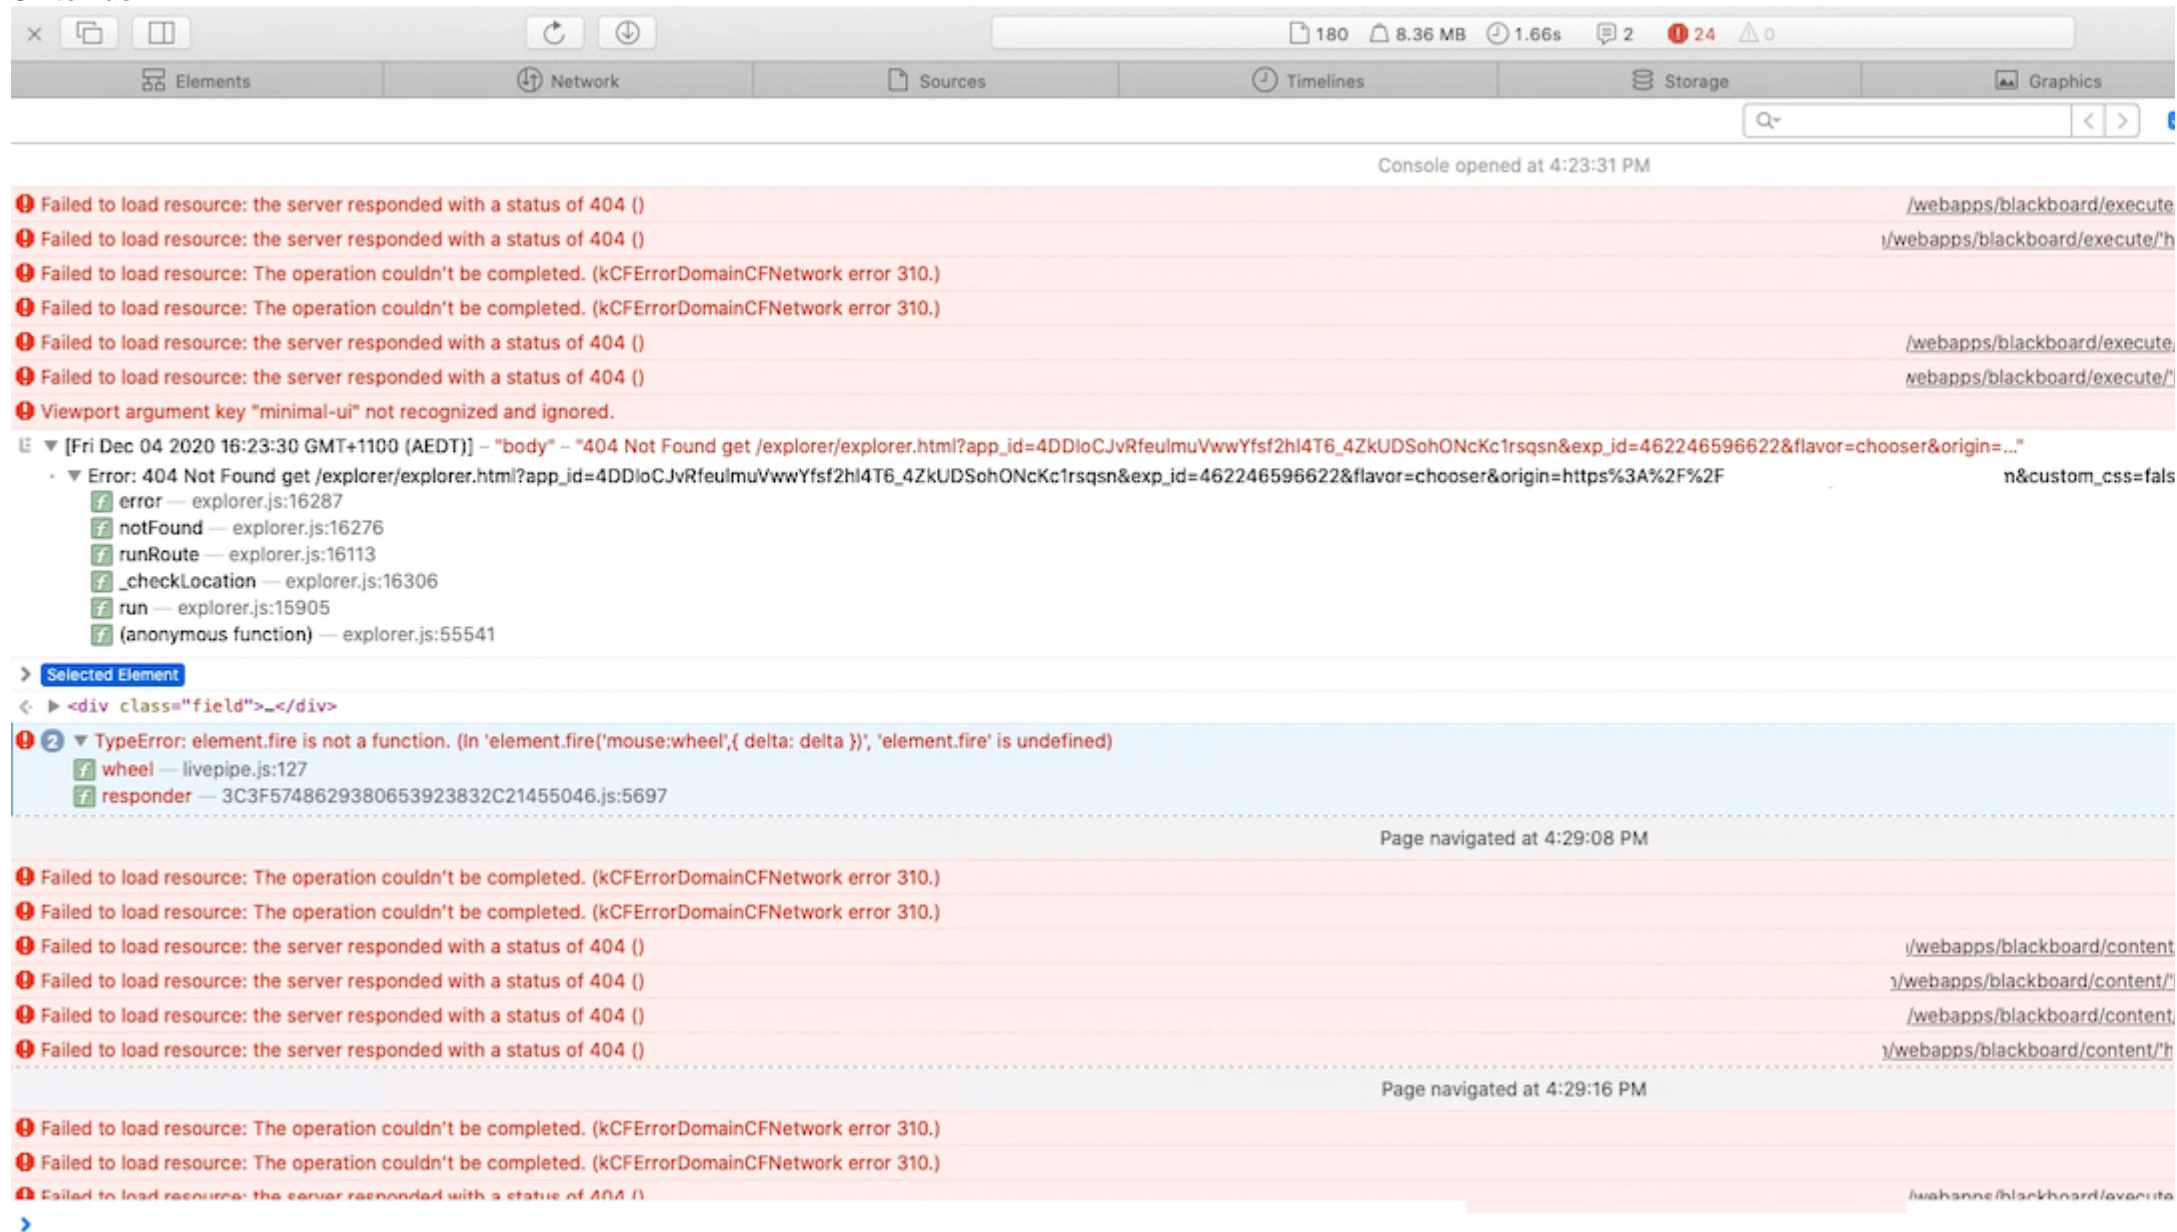 180 8.36 MB 1.66s 2 24 0
Elements Network Sources Timelines Storage Graphics
Console opened at 4:23:31 PM
Failed to load resource: the server responded with a status of 404 () /webapps/blackboard/execute
Failed to load resource: the server responded with a status of 404 () /webapps/blackboard/execute/'h
Failed to load resource: The operation couldn't be completed. (kCFErrorDomainCFNetwork error 310.)
Failed to load resource: The operation couldn't be completed. (kCFErrorDomainCFNetwork error 310.)
Failed to load resource: the server responded with a status of 404 () /webapps/blackboard/execute/
Failed to load resource: the server responded with a status of 404 () webapps/blackboard/execute/'
Viewport argument key "minimal-ui" not recognized and ignored.
[Fri Dec 04 2020 16:23:30 GMT+1100 (AEDT)] – "body" – "404 Not Found get /explorer/explorer.html?app_id=4DDIoCJvRfeuImuVwwYfsf2hI4T6_4ZkUDSohONcKc1rsqsn&exp_id=462246596622&flavor=chooser&origin=..."
Error: 404 Not Found get /explorer/explorer.html?app_id=4DDIoCJvRfeuImuVwwYfsf2hI4T6_4ZkUDSohONcKc1rsqsn&exp_id=462246596622&flavor=chooser&origin=https%3A%2F%2F m&custom_css=fals
error — explorer.js:16287
notFound — explorer.js:16276
runRoute — explorer.js:16113
_checkLocation — explorer.js:16306
run — explorer.js:15905
(anonymous function) — explorer.js:55541
Selected Element
<div class="field">…</div>
2 TypeError: element.fire is not a function. (In 'element.fire('mouse:wheel',{ delta: delta })', 'element.fire' is undefined)
wheel — livepipe.js:127
responder — 3C3F5748629380653923832C21455046.js:5697
Page navigated at 4:29:08 PM
Failed to load resource: The operation couldn't be completed. (kCFErrorDomainCFNetwork error 310.)
Failed to load resource: The operation couldn't be completed. (kCFErrorDomainCFNetwork error 310.)
Failed to load resource: the server responded with a status of 404 () /webapps/blackboard/content
Failed to load resource: the server responded with a status of 404 () /webapps/blackboard/content/'
Failed to load resource: the server responded with a status of 404 () /webapps/blackboard/content/
Failed to load resource: the server responded with a status of 404 () /webapps/blackboard/content/'h
Page navigated at 4:29:16 PM
Failed to load resource: The operation couldn't be completed. (kCFErrorDomainCFNetwork error 310.)
Failed to load resource: The operation couldn't be completed. (kCFErrorDomainCFNetwork error 310.)
Failed to load resource: the server responded with a status of 404 () /webapps/blackboard/execute